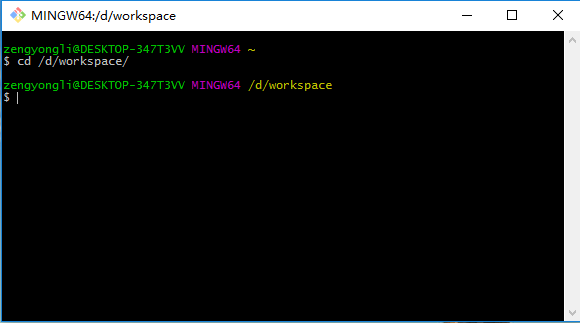 MINGW64:/d/workspace
zengyongli@DESKTOP-347T3VV MINGW64 ~
$ cd /d/workspace/
zengyongli@DESKTOP-347T3VV MINGW64 /d/workspace
$